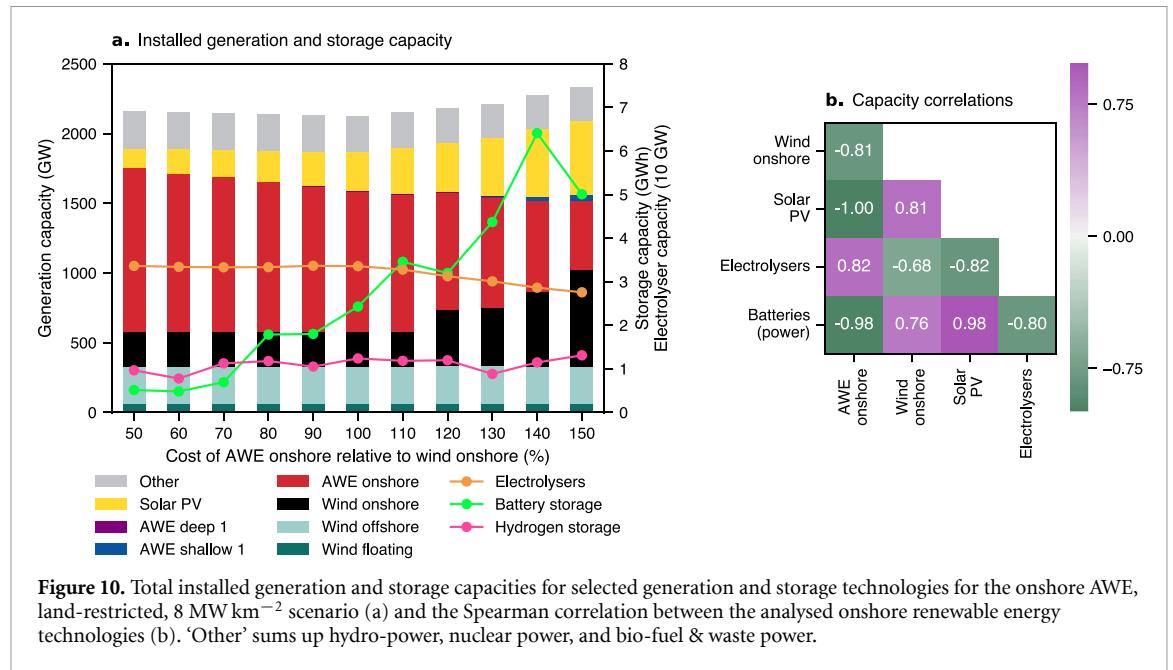 a. Installed generation and storage capacity
2500
2000
1500
1000
500
0
Generation capacity (GW)
8
7
6
5
4
3
2
1
0
Storage capacity (GWh)
Electrolyser capacity (10 GW)
50 60 70 80 90 100 110 120 130 140 150
Cost of AWE onshore relative to wind onshore (%)
Other
Solar PV
AWE deep 1
AWE shallow 1
AWE onshore
Wind onshore
Wind offshore
Wind floating
Electrolysers
Battery storage
Hydrogen storage
b. Capacity correlations
Wind
onshore
-0.81
Solar
PV
-1.00 0.81
Electrolysers
0.82 -0.68 -0.82
Batteries
(power)
-0.98 0.76 0.98 -0.80
AWE
onshore
Wind
onshore
Solar
PV
Electrolysers
0.75
0.00
−0.75
Figure 10. Total installed generation and storage capacities for selected generation and storage technologies for the onshore AWE,
land-restricted, 8 MW km−2 scenario (a) and the Spearman correlation between the analysed onshore renewable energy
technologies (b). ‘Other’ sums up hydro-power, nuclear power, and bio-fuel & waste power.